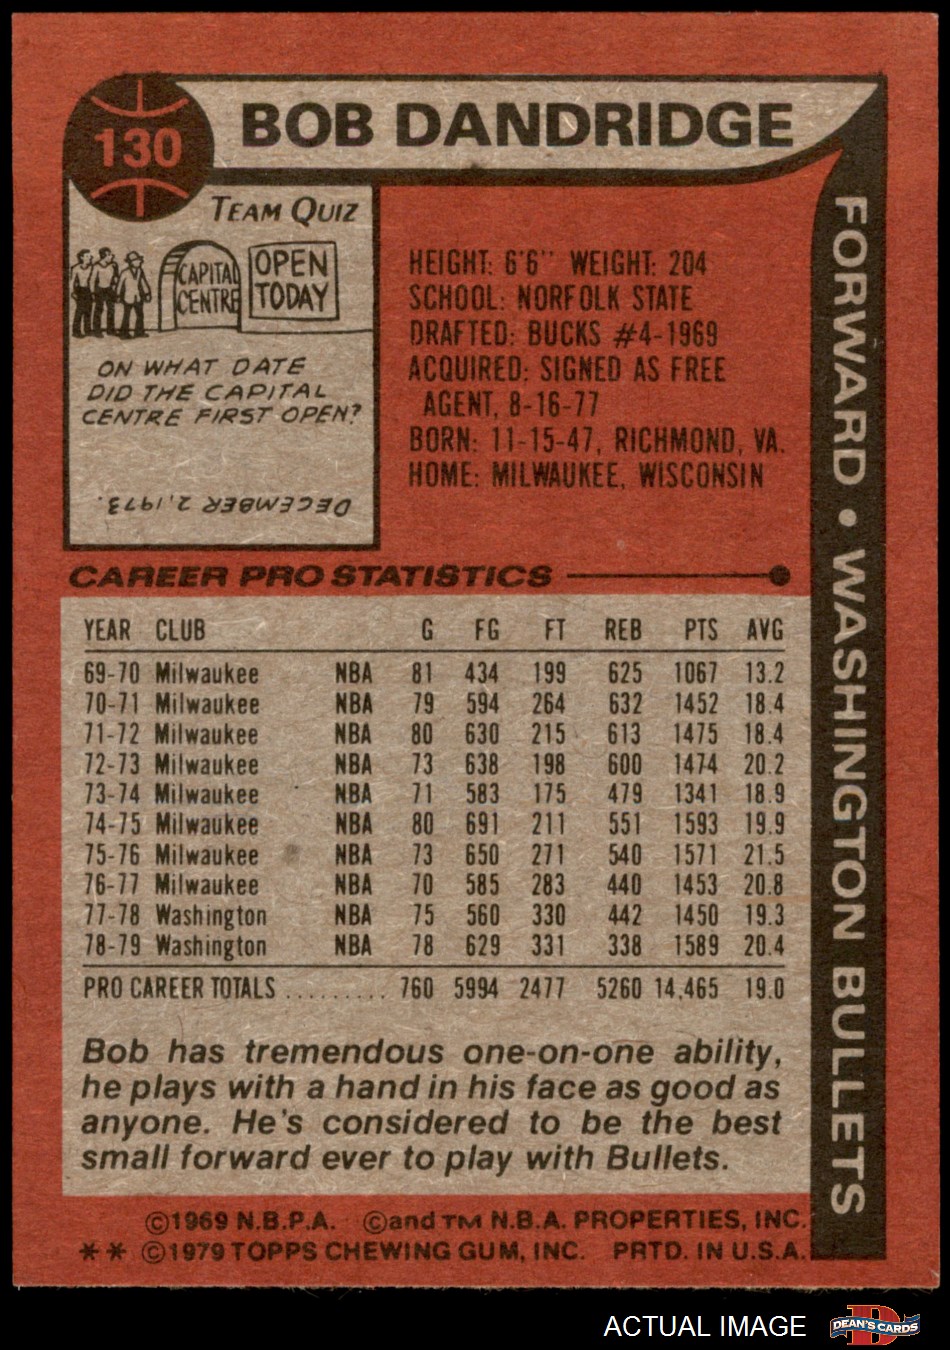 130
BOB DANDRIDGE
TEAM QUIZ
CAPITAL
CENTRE
OPEN
TODAY
ON WHAT DATE
DID THE CAPITAL
CENTRE FIRST OPEN?
DECEMBER 2, 1973.
HEIGHT: 6'6" WEIGHT: 204
SCHOOL: NORFOLK STATE
DRAFTED: BUCKS #4-1969
ACQUIRED: SIGNED AS FREE
AGENT, 8-16-77
BORN: 11-15-47, RICHMOND, VA.
HOME: MILWAUKEE, WISCONSIN
FORWARD • WASHINGTON BULLETS
CAREER PRO STATISTICS
YEAR CLUB G FG FT REB PTS AVG
69-70 Milwaukee NBA 81 434 199 625 1067 13.2
70-71 Milwaukee NBA 79 594 264 632 1452 18.4
71-72 Milwaukee NBA 80 630 215 613 1475 18.4
72-73 Milwaukee NBA 73 638 198 600 1474 20.2
73-74 Milwaukee NBA 71 583 175 479 1341 18.9
74-75 Milwaukee NBA 80 691 211 551 1593 19.9
75-76 Milwaukee NBA 73 650 271 540 1571 21.5
76-77 Milwaukee NBA 70 585 283 440 1453 20.8
77-78 Washington NBA 75 560 330 442 1450 19.3
78-79 Washington NBA 78 629 331 338 1589 20.4
PRO CAREER TOTALS ......... 760 5994 2477 5260 14,465 19.0
Bob has tremendous one-on-one ability,
he plays with a hand in his face as good as
anyone. He's considered to be the best
small forward ever to play with Bullets.
©1969 N.B.P.A. ©and TM N.B.A. PROPERTIES, INC.
** ©1979 TOPPS CHEWING GUM, INC. PRTD. IN U.S.A.
ACTUAL IMAGE
DEAN'S CARDS